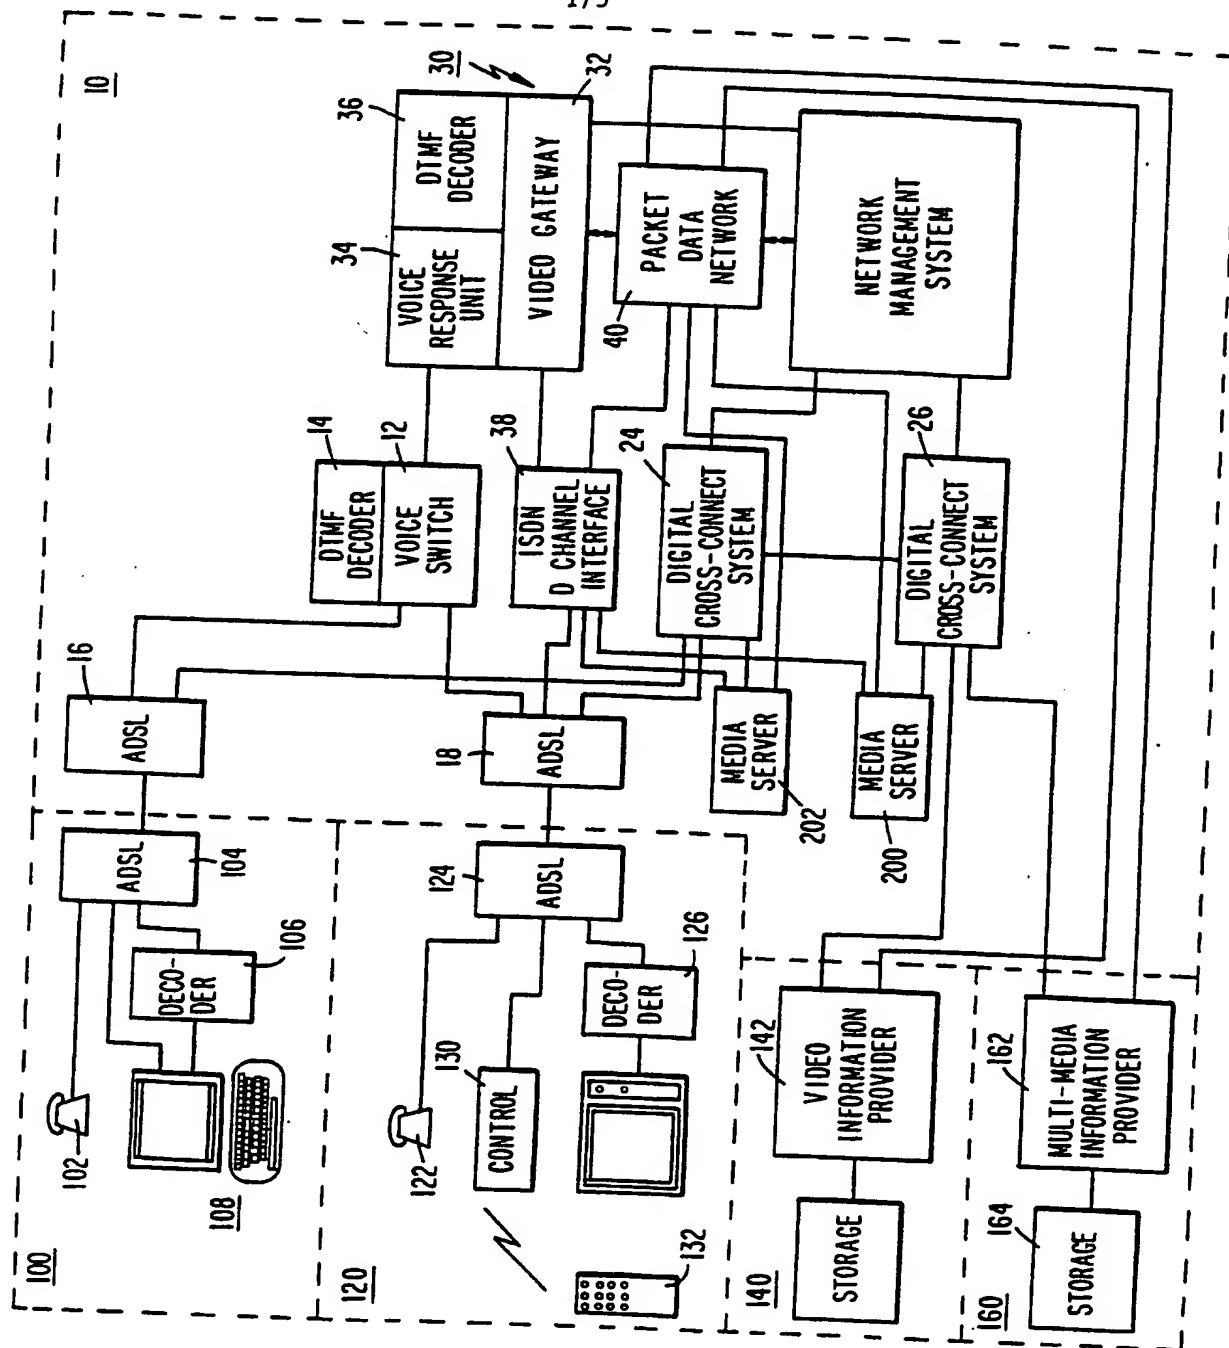 1/5
10
30
32
36
DTMF
DECODER
34
VOICE
RESPONSE
UNIT
VIDEO GATEWAY
PACKET
DATA
NETWORK
40
NETWORK
MANAGEMENT
SYSTEM
14
DTMF
DECODER
12
VOICE
SWITCH
38
ISDN
D CHANNEL
INTERFACE
24
DIGITAL
CROSS-CONNECT
SYSTEM
26
DIGITAL
CROSS-CONNECT
SYSTEM
16
ADSL
18
ADSL
MEDIA
SERVER
202
MEDIA
SERVER
200
ADSL
104
DECO-
DER
106
102
108
100
124
ADSL
126
DECO-
DER
130
CONTROL
122
132
120
142
VIDEO
INFORMATION
PROVIDER
STORAGE
140
162
MULTI-MEDIA
INFORMATION
PROVIDER
164
STORAGE
160